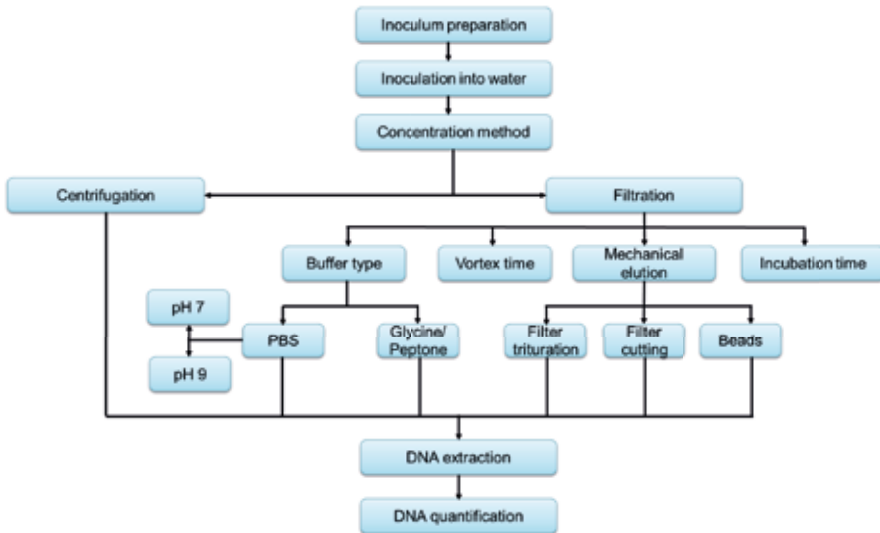 Inoculum preparation
Inoculation into water
Concentration method
Centrifugation
Filtration
Buffer type
Vortex time
Mechanical
elution
Incubation time
pH 7
PBS
pH 9
Glycine/
Peptone
Filter
trituration
Filter
cutting
Beads
DNA extraction
DNA quantification